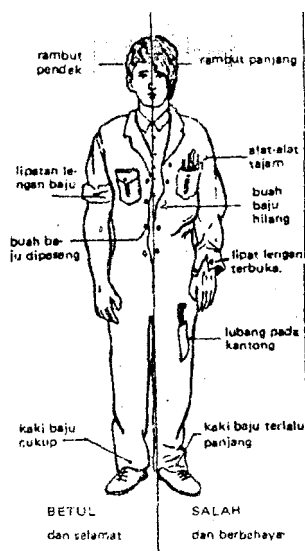 rambut
pendek
rambut panjang
alat-alat
tajam
lipatan le-
ngan baju
buah
baju
hilang
buah ba-
ju dipasang
lipat lengan
terbuka.
lubang pada
kantong
kaki baju
cukup
kaki baju terlalu
panjang
BETUL
dan selamat
SALAH
dan berbahaya